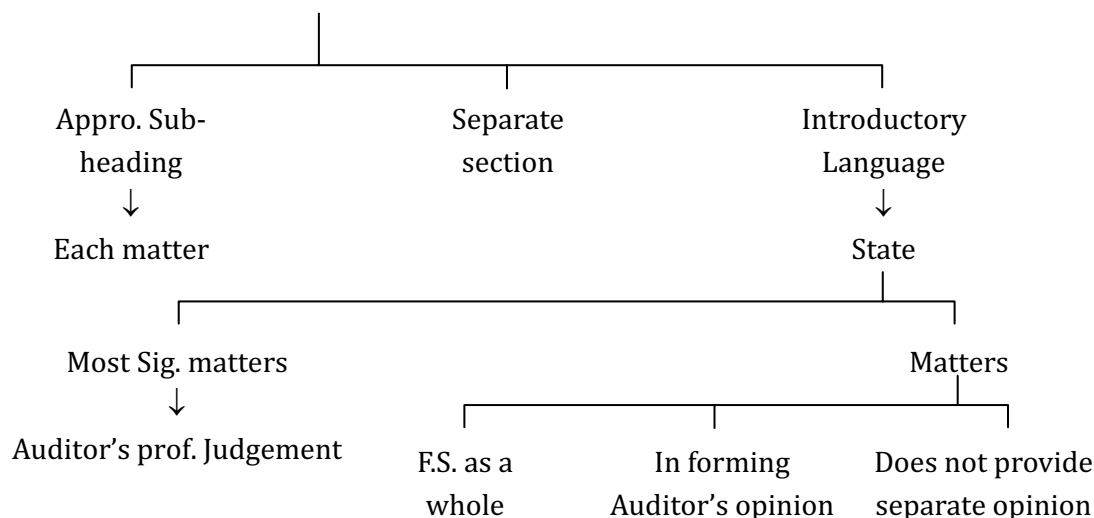 Appro. Sub-
heading
Separate
section
Introductory
Language
↓
↓
Each matter
State
Most Sig. matters
Matters
↓
Auditor’s prof. Judgement
F.S. as a
whole
In forming
Auditor’s opinion
Does not provide
separate opinion